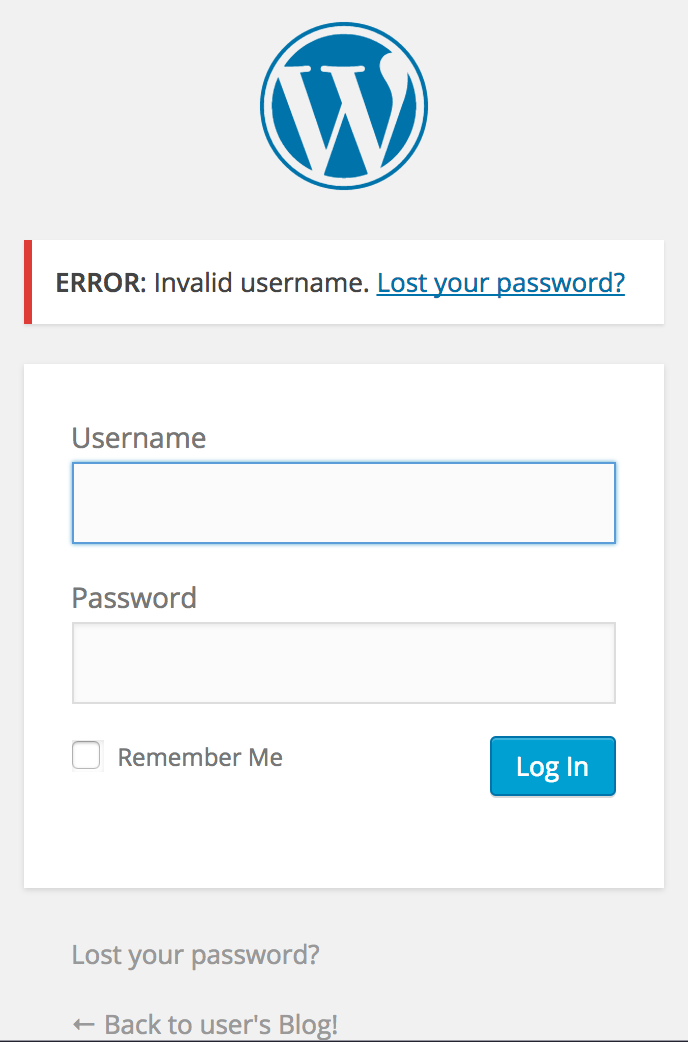 ERROR: Invalid username. Lost your password?
Username
Password
Remember Me
Log In
Lost your password?
← Back to user's Blog!